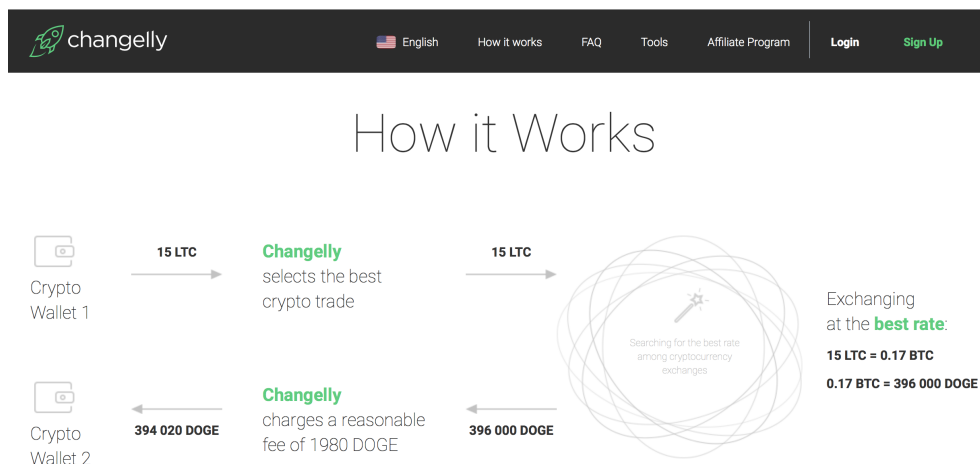 changelly
English
How it works
FAQ
Tools
Affiliate Program
Login
Sign Up
How it Works
Crypto
Wallet 1
15 LTC
Changelly
selects the best
crypto trade
15 LTC
Searching for the best rate
among cryptocurrency
exchanges
Exchanging
at the best rate:
15 LTC = 0.17 BTC
0.17 BTC = 396 000 DOGE
Crypto
Wallet 2
394 020 DOGE
Changelly
charges a reasonable
fee of 1980 DOGE
396 000 DOGE